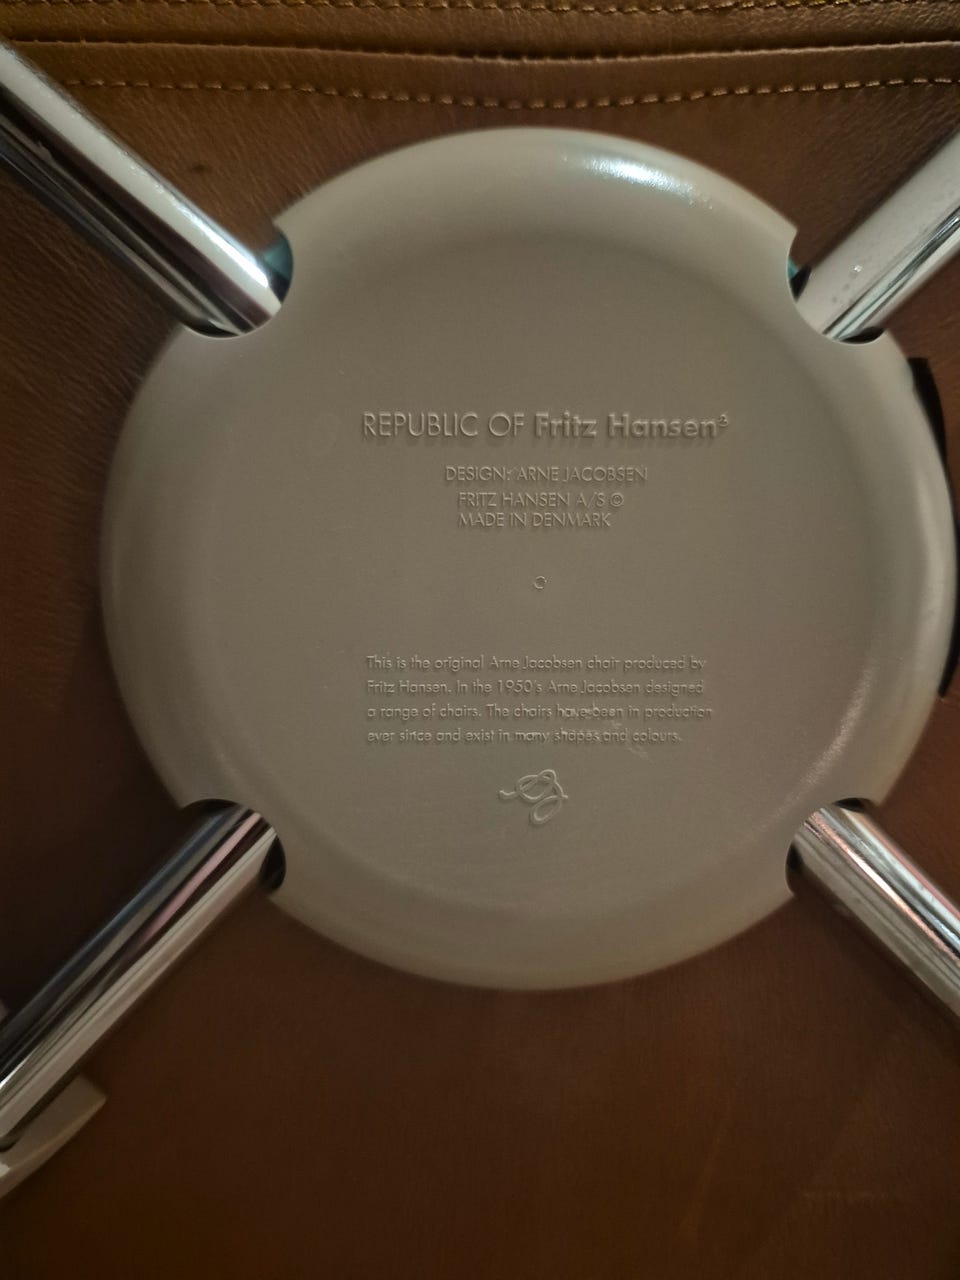 REPUBLIC OF Fritz Hansen®
DESIGN: ARNE JACOBSEN
FRITZ HANSEN A/S ©
MADE IN DENMARK
This is the original Arne Jacobsen chair produced by
Fritz Hansen. In the 1950's Arne Jacobsen designed
a range of chairs. The chairs have been in production
ever since and exist in many shapes and colours.